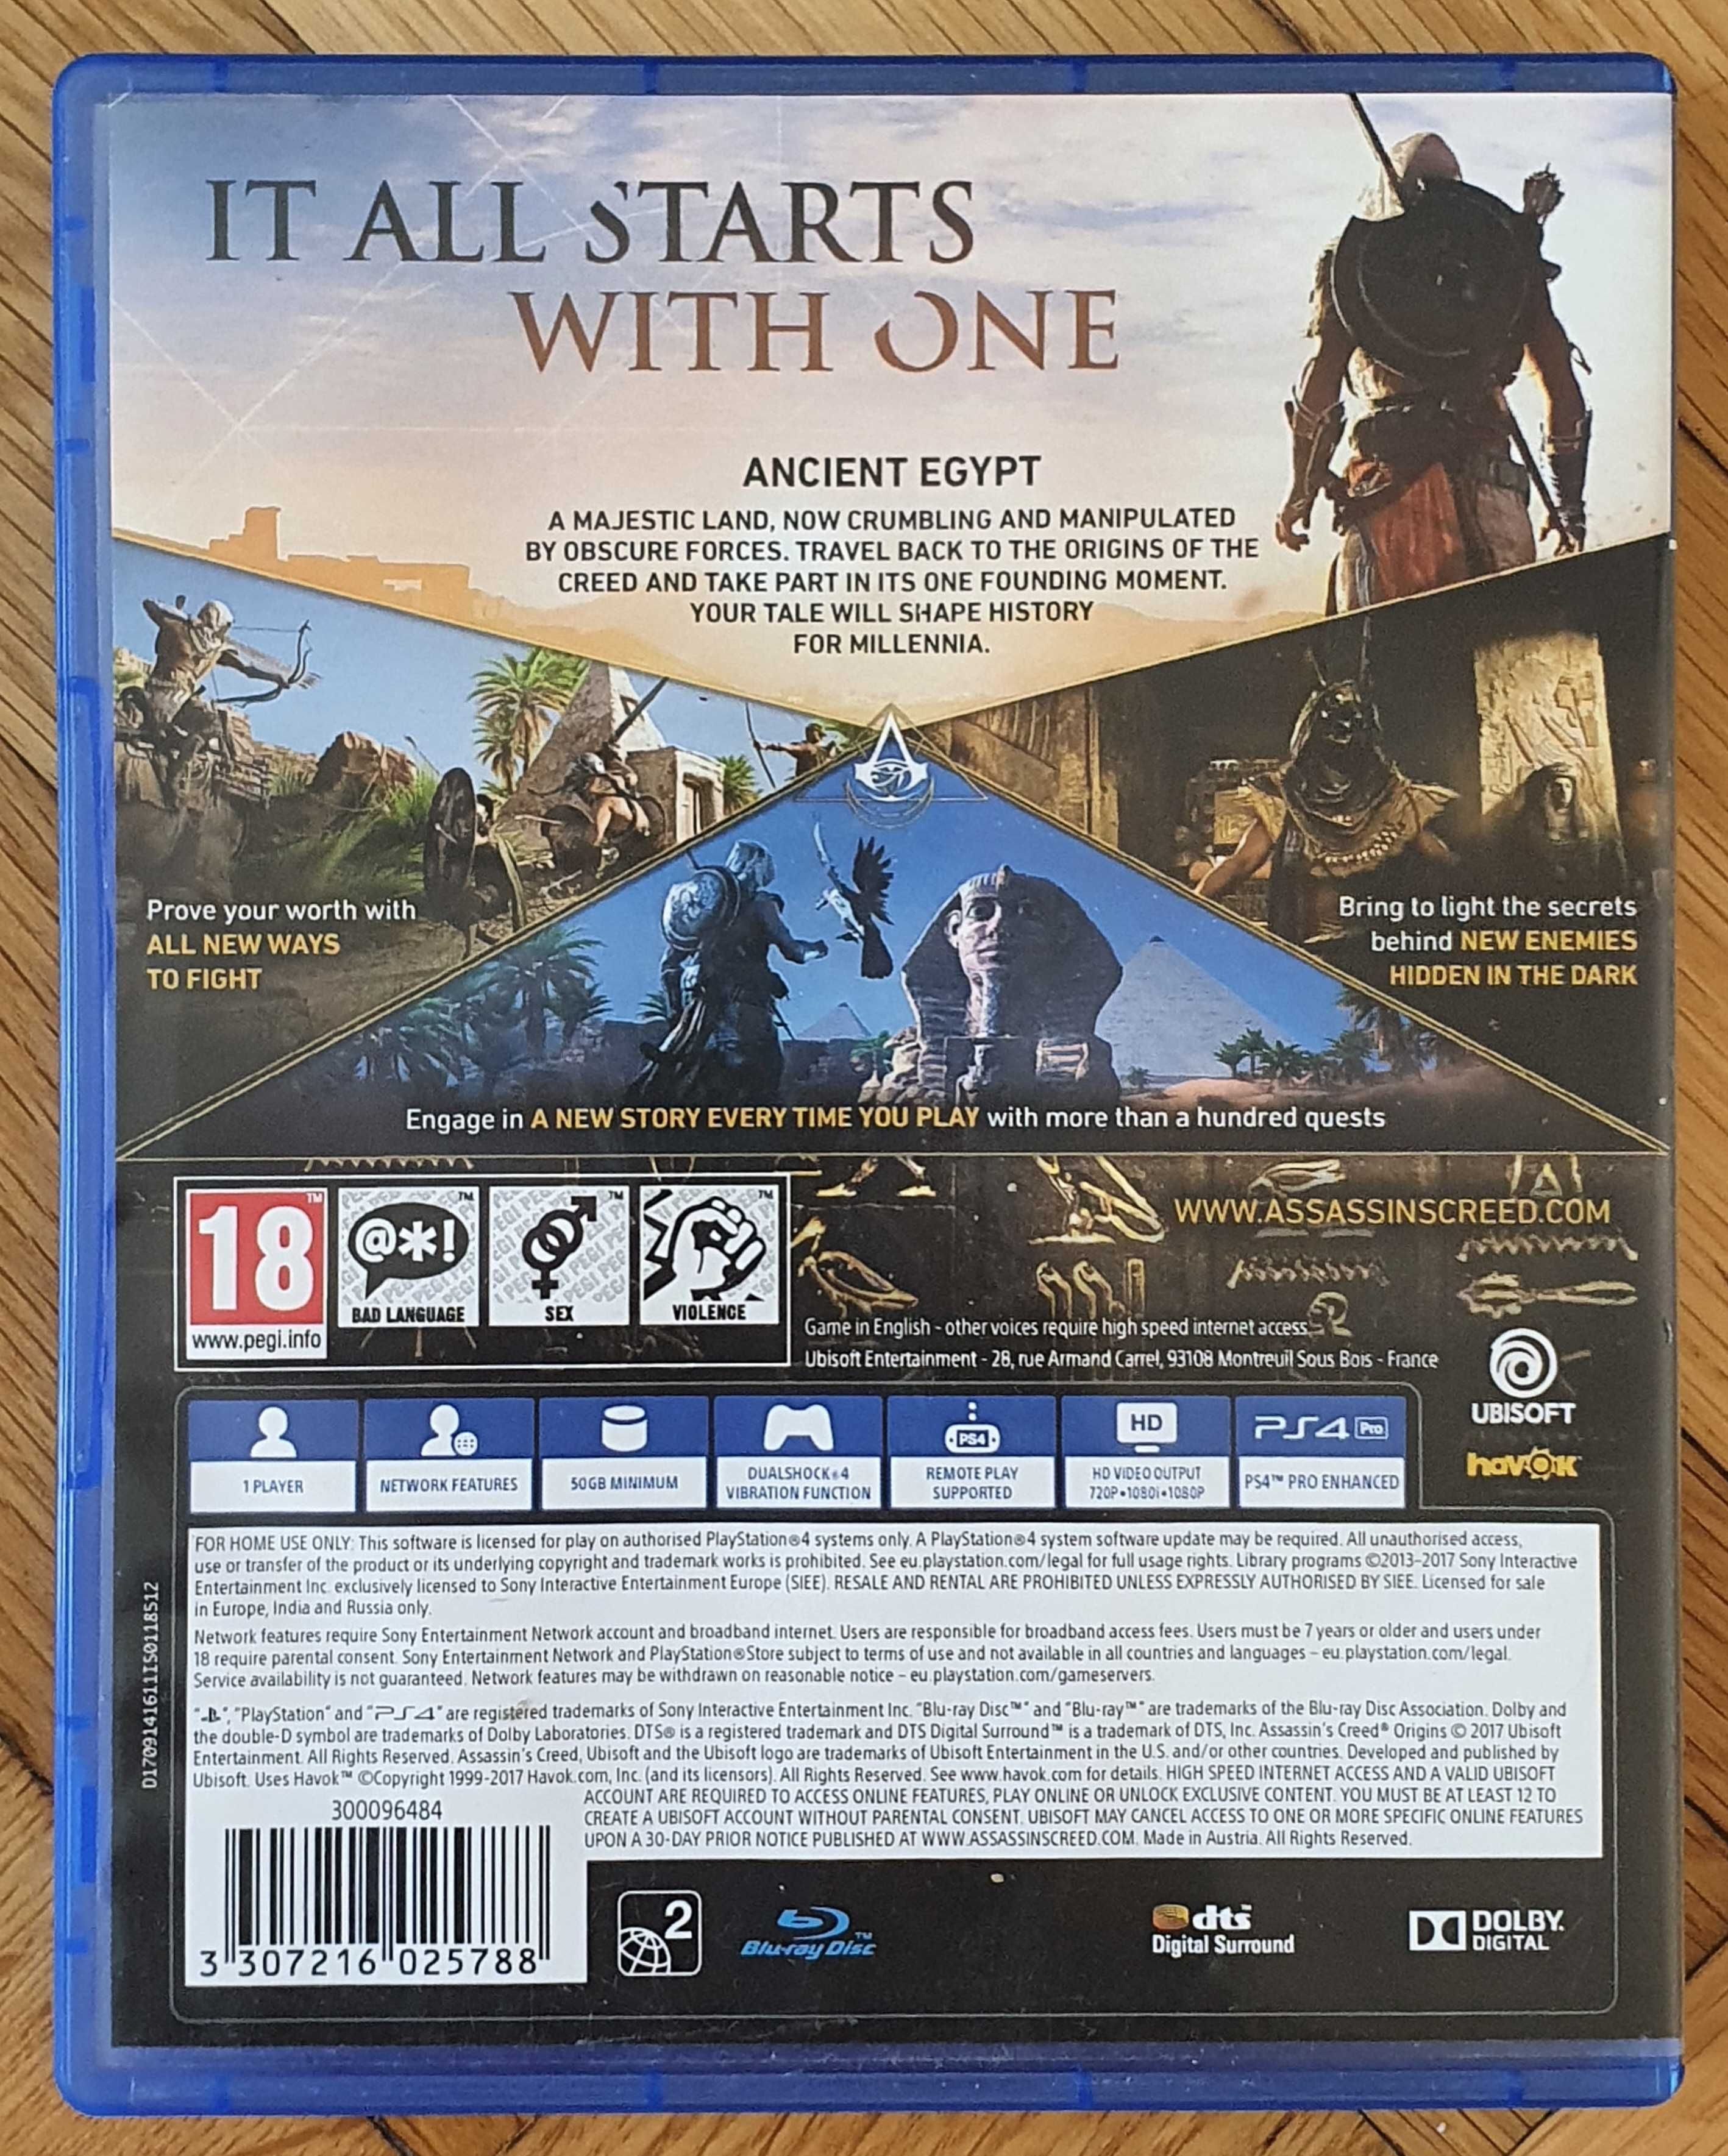 IT ALL STARTS
WITH ONE
ANCIENT EGYPT
A MAJESTIC LAND, NOW CRUMBLING AND MANIPULATED
BY OBSCURE FORCES. TRAVEL BACK TO THE ORIGINS OF THE
CREED AND TAKE PART IN ITS ONE FOUNDING MOMENT.
YOUR TALE WILL SHAPE HISTORY
FOR MILLENNIA.
Prove your worth with
ALL NEW WAYS
TO FIGHT
Bring to light the secrets
behind NEW ENEMIES
HIDDEN IN THE DARK
Engage in A NEW STORY EVERY TIME YOU PLAY with more than a hundred quests
18 ™
www.pegi.info
@*! ™
BAD LANGUAGE
™
SEX
™
VIOLENCE
WWW.ASSASSINSCREED.COM
Game in English - other voices require high speed internet access.
Ubisoft Entertainment - 28, rue Armand Carrel, 93108 Montreuil Sous Bois - France
UBISOFT
havok
1 PLAYER
NETWORK FEATURES
50GB MINIMUM
DUALSHOCK®4
VIBRATION FUNCTION
PS4
REMOTE PLAY
SUPPORTED
HD
HD VIDEO OUTPUT
720P•1080i•1080P
PS4 Pro
PS4™ PRO ENHANCED
FOR HOME USE ONLY: This software is licensed for play on authorised PlayStation®4 systems only. A PlayStation®4 system software update may be required. All unauthorised access,
use or transfer of the product or its underlying copyright and trademark works is prohibited. See eu.playstation.com/legal for full usage rights. Library programs ©2013-2017 Sony Interactive
Entertainment Inc. exclusively licensed to Sony Interactive Entertainment Europe (SIEE). RESALE AND RENTAL ARE PROHIBITED UNLESS EXPRESSLY AUTHORISED BY SIEE. Licensed for sale
in Europe, India and Russia only.
Network features require Sony Entertainment Network account and broadband internet. Users are responsible for broadband access fees. Users must be 7 years or older and users under
18 require parental consent. Sony Entertainment Network and PlayStation®Store subject to terms of use and not available in all countries and languages – eu.playstation.com/legal.
Service availability is not guaranteed. Network features may be withdrawn on reasonable notice – eu.playstation.com/gameservers.
"PS", "PlayStation" and "PS4" are registered trademarks of Sony Interactive Entertainment Inc. "Blu-ray Disc™" and "Blu-ray™" are trademarks of the Blu-ray Disc Association. Dolby and
the double-D symbol are trademarks of Dolby Laboratories. DTS® is a registered trademark and DTS Digital Surround™ is a trademark of DTS, Inc. Assassin's Creed® Origins © 2017 Ubisoft
Entertainment. All Rights Reserved. Assassin's Creed, Ubisoft and the Ubisoft logo are trademarks of Ubisoft Entertainment in the U.S. and/or other countries. Developed and published by
Ubisoft. Uses Havok™ ©Copyright 1999-2017 Havok.com, Inc. (and its licensors). All Rights Reserved. See www.havok.com for details. HIGH SPEED INTERNET ACCESS AND A VALID UBISOFT
ACCOUNT ARE REQUIRED TO ACCESS ONLINE FEATURES, PLAY ONLINE OR UNLOCK EXCLUSIVE CONTENT. YOU MUST BE AT LEAST 12 TO
CREATE A UBISOFT ACCOUNT WITHOUT PARENTAL CONSENT. UBISOFT MAY CANCEL ACCESS TO ONE OR MORE SPECIFIC ONLINE FEATURES
UPON A 30-DAY PRIOR NOTICE PUBLISHED AT WWW.ASSASSINSCREED.COM. Made in Austria. All Rights Reserved.
D1709141611IS0118512
300096484
3 307216 025788
2
Blu-ray Disc™
dts™
Digital Surround
DOLBY.
DIGITAL